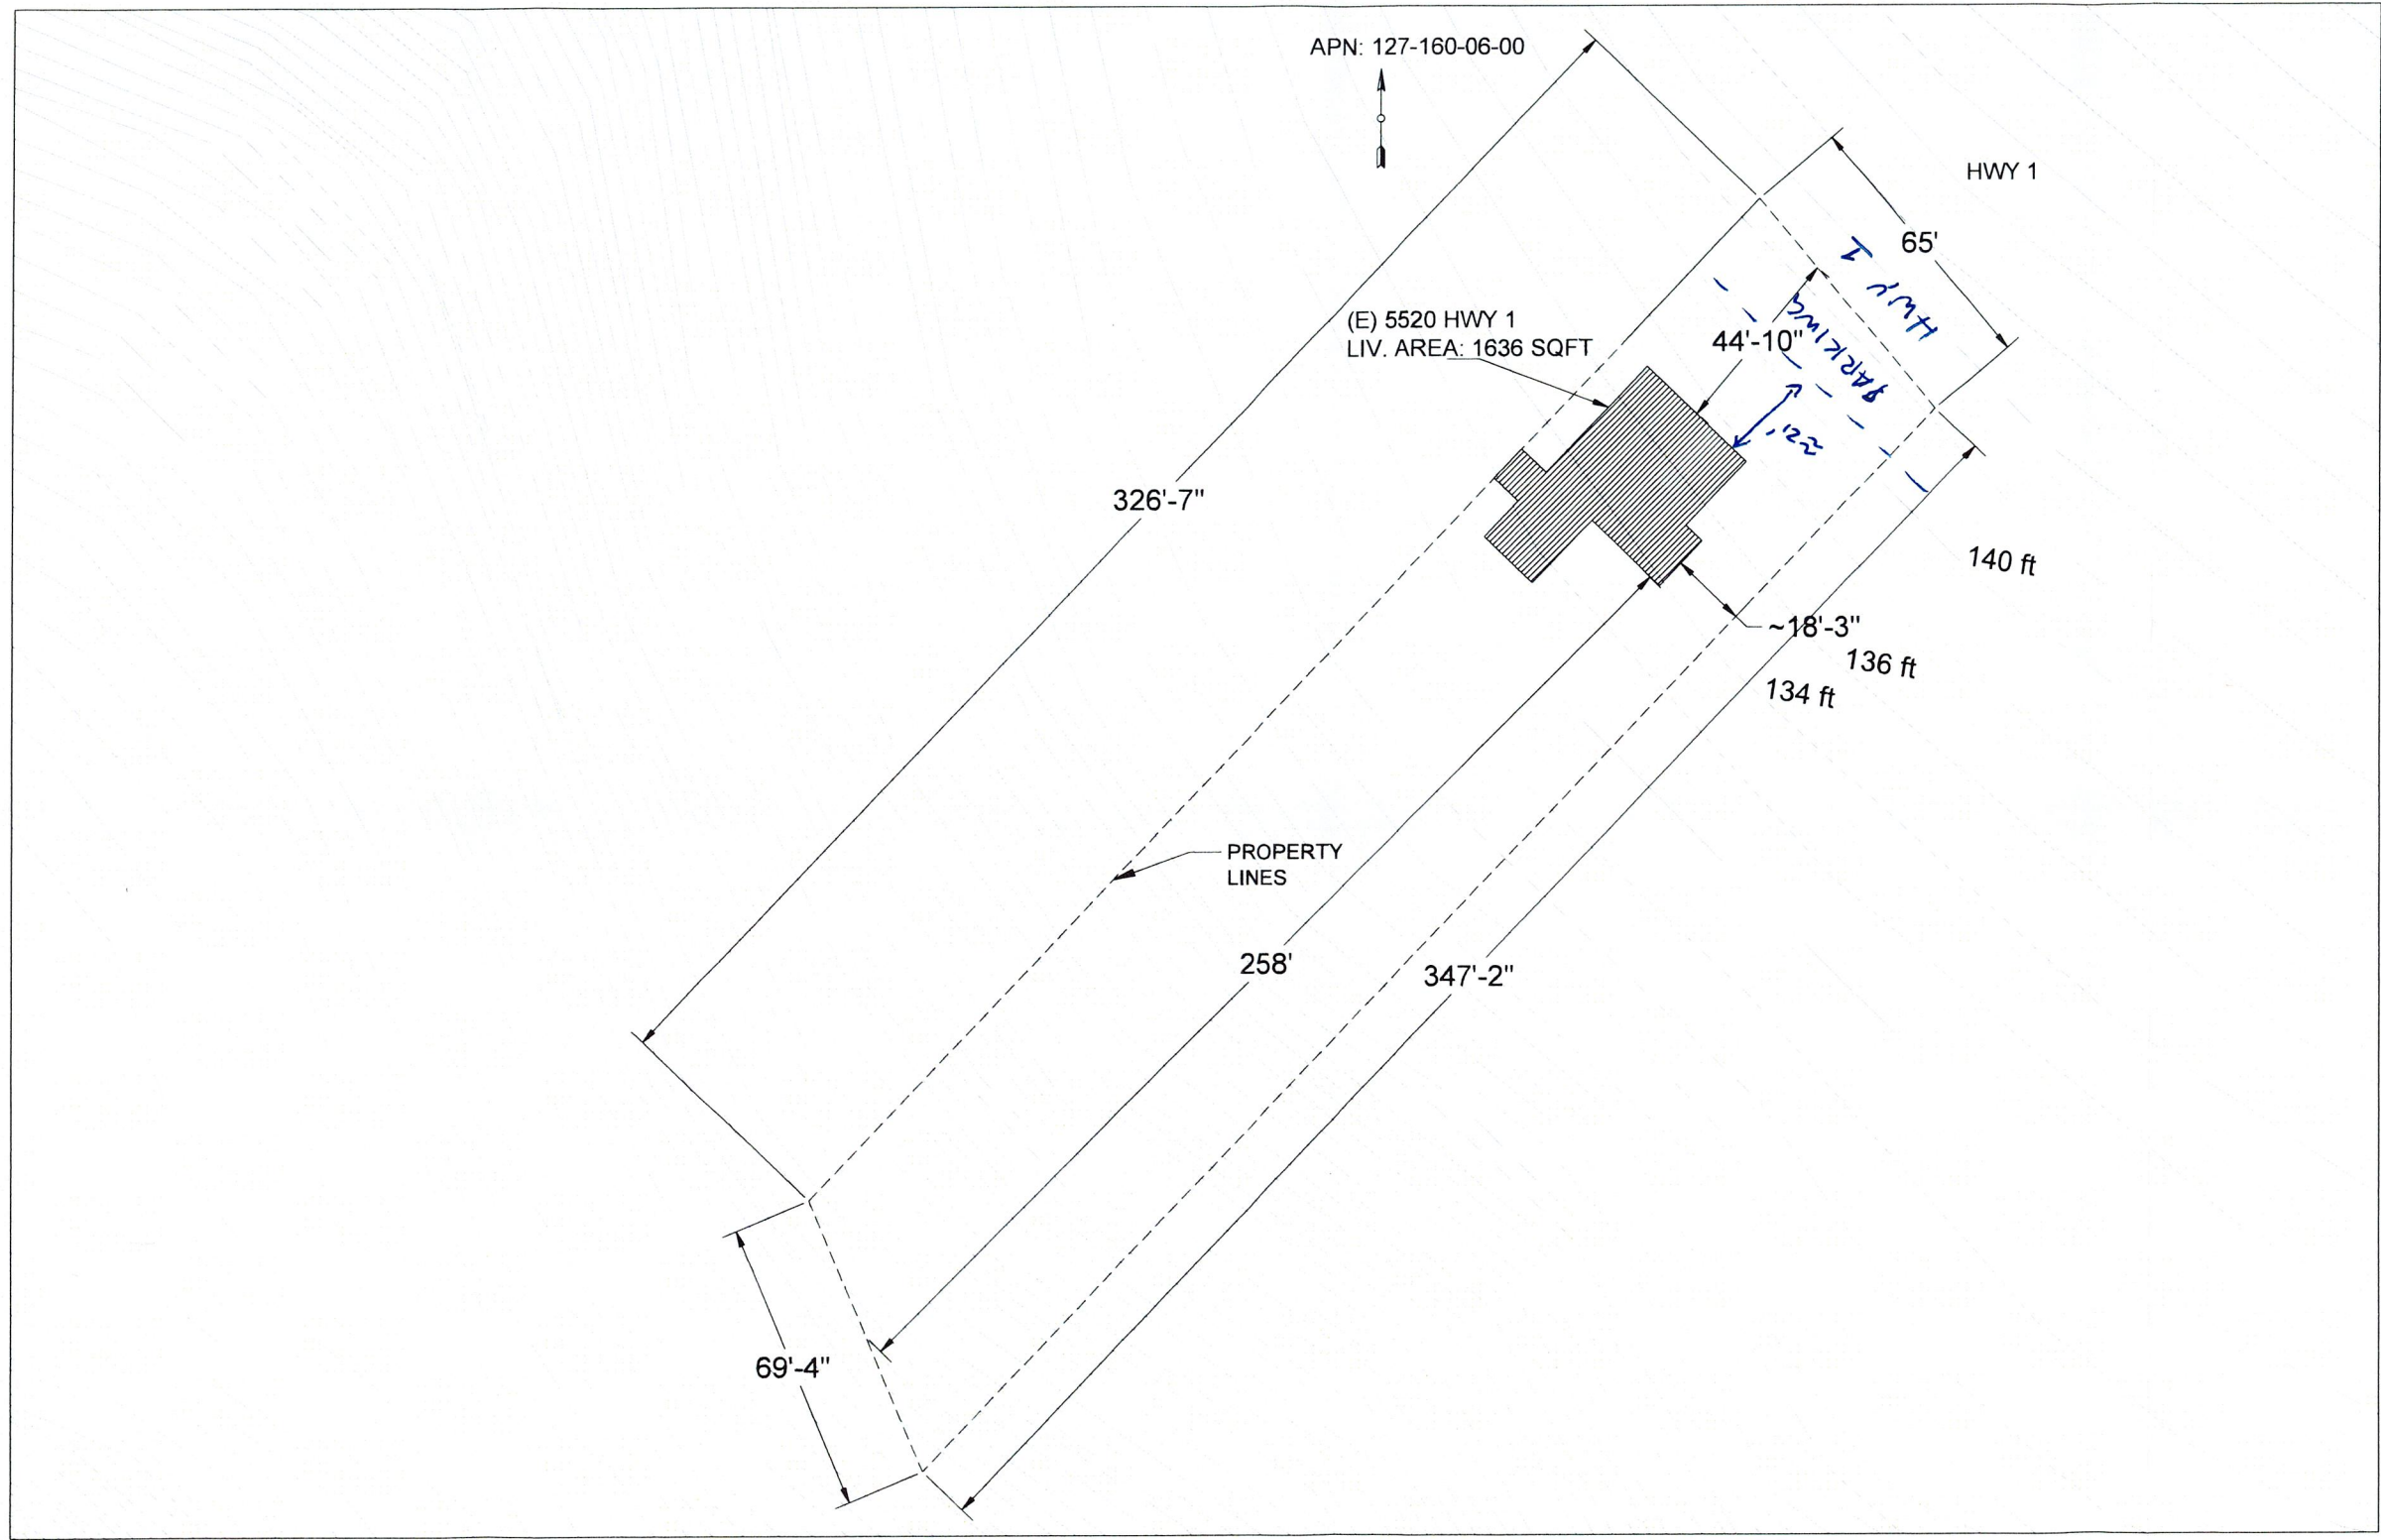 APN: 127-160-06-00
HWY 1
65'
HWY 1
PARKING
(E) 5520 HWY 1
LIV. AREA: 1636 SQFT
44'-10"
22'
326'-7"
140 ft
~18'-3"
136 ft
134 ft
PROPERTY
LINES
258'
347'-2"
69'-4"